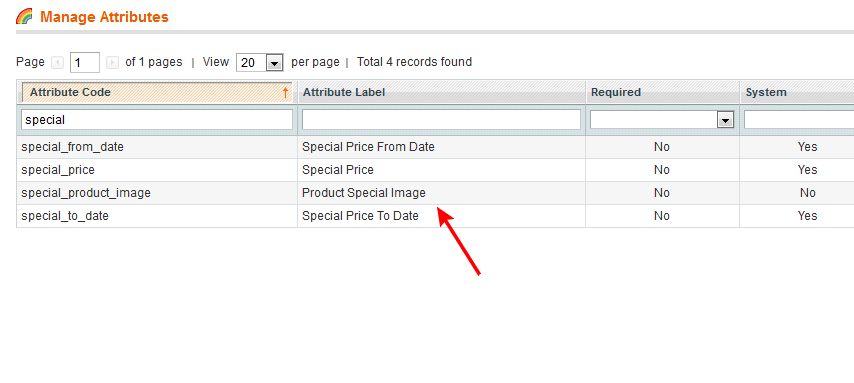 Manage Attributes
Page 1 of 1 pages | View 20 per page | Total 4 records found
Attribute Code Attribute Label Required System
special
special_from_date Special Price From Date No Yes
special_price Special Price No Yes
special_product_image Product Special Image No No
special_to_date Special Price To Date No Yes